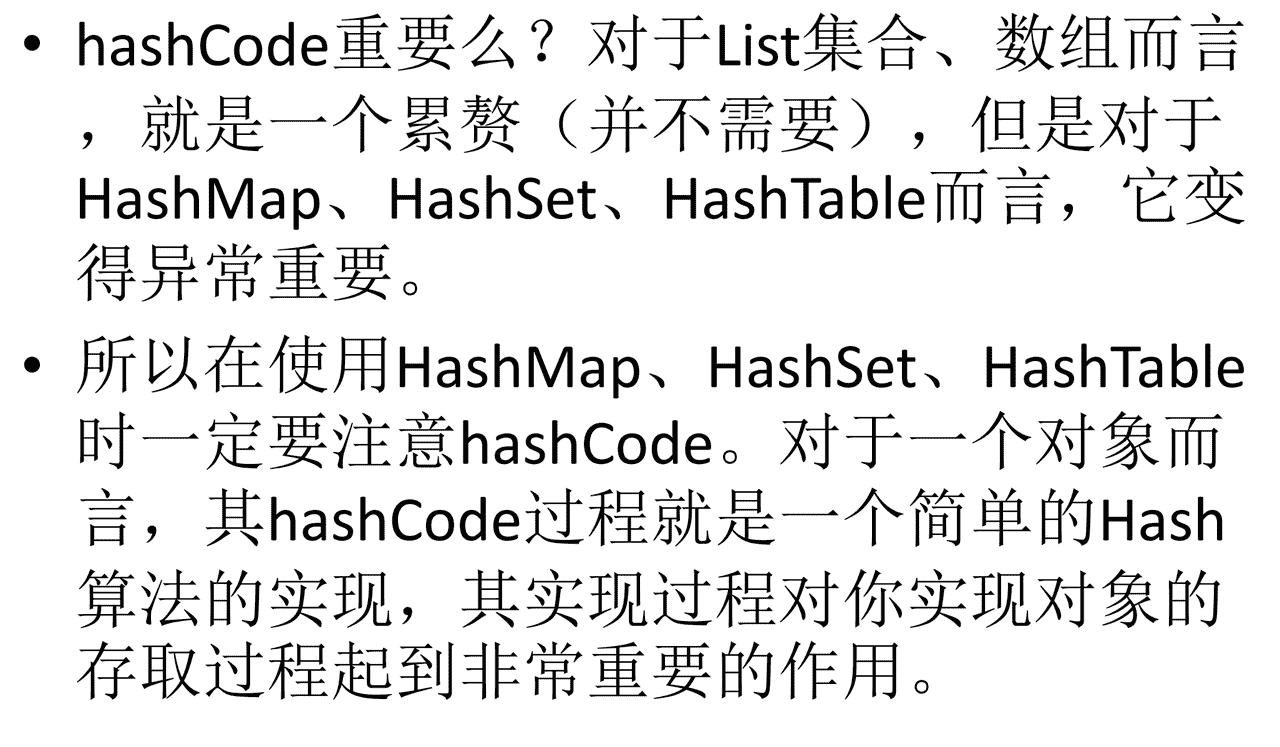 • hashCode重要么？对于List集合、数组而言
，就是一个累赘（并不需要），但是对于
HashMap、HashSet、HashTable而言，它变
得异常重要。
• 所以在使用HashMap、HashSet、HashTable
时一定要注意hashCode。对于一个对象而
言，其hashCode过程就是一个简单的Hash
算法的实现，其实现过程对你实现对象的
存取过程起到非常重要的作用。